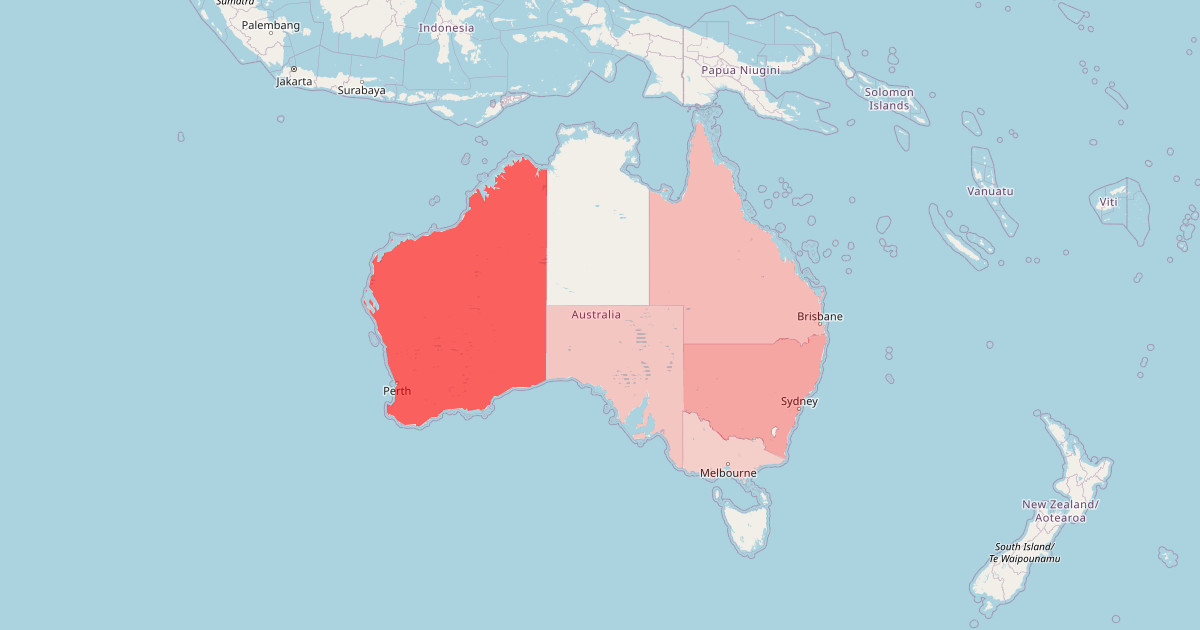 Sumatra
Palembang
Indonesia
Jakarta
Surabaya
Papua Niugini
Solomon
Islands
Vanuatu
Viti
Australia
Brisbane
Perth
Sydney
Melbourne
New Zealand/
Aotearoa
South Island/
Te Waipounamu